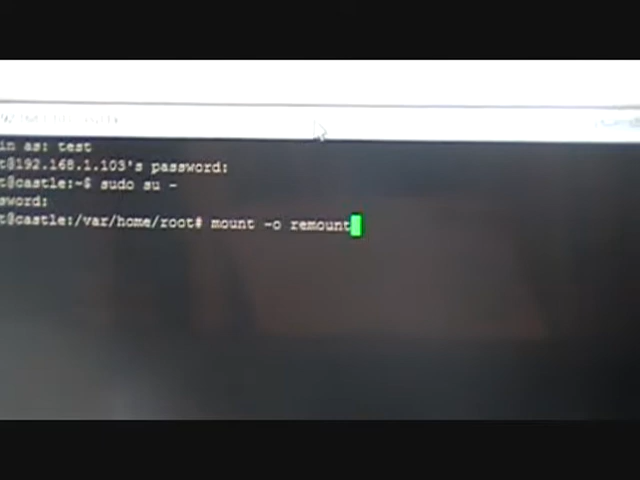 in as: test
t@192.168.1.103's password:
t@castle:~$ sudo su -
sword:
t@castle:/var/home/root# mount -o remount